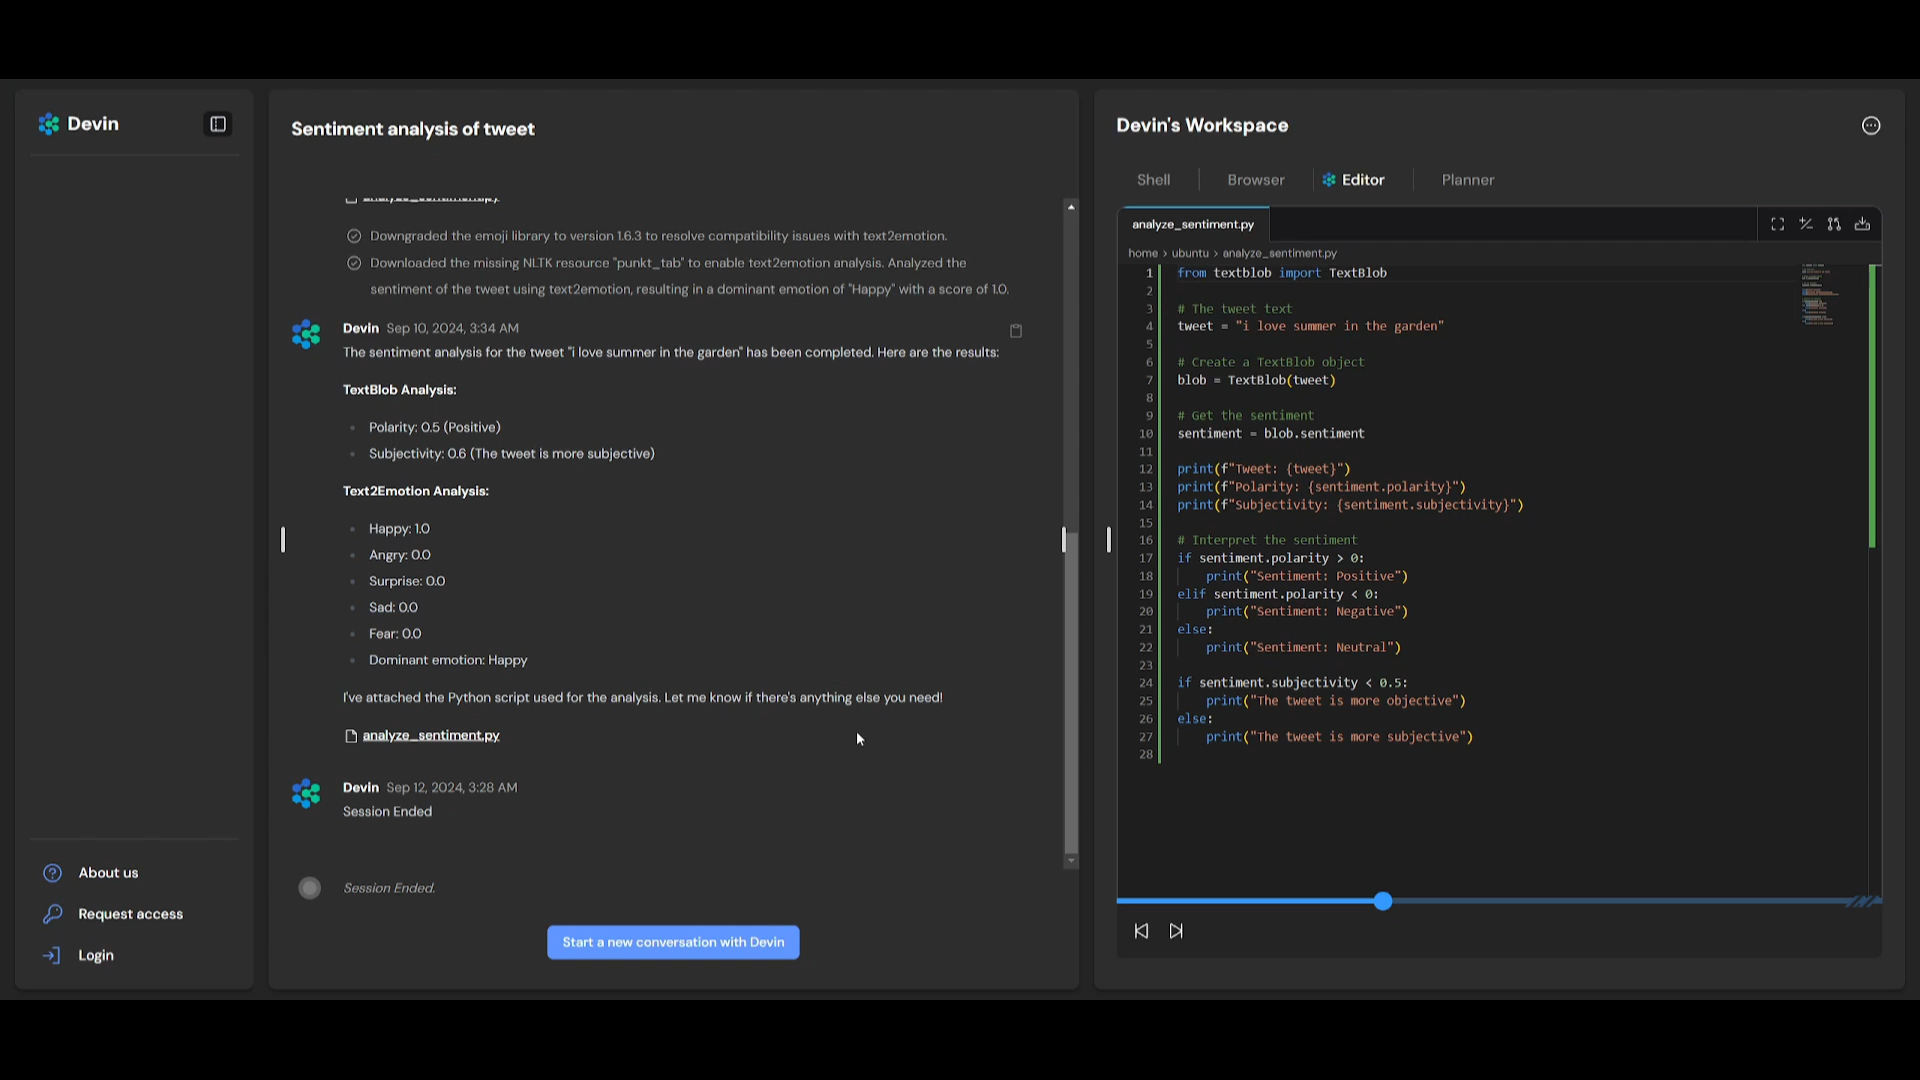 Devin
About us
Request access
Login
Sentiment analysis of tweet
analyze_sentiment.py
Downgraded the emoji library to version 1.6.3 to resolve compatibility issues with text2emotion.
Downloaded the missing NLTK resource "punkt_tab" to enable text2emotion analysis. Analyzed the
sentiment of the tweet using text2emotion, resulting in a dominant emotion of "Happy" with a score of 1.0.
Devin Sep 10, 2024, 3:34 AM
The sentiment analysis for the tweet "i love summer in the garden" has been completed. Here are the results:
TextBlob Analysis:
Polarity: 0.5 (Positive)
Subjectivity: 0.6 (The tweet is more subjective)
Text2Emotion Analysis:
Happy: 1.0
Angry: 0.0
Surprise: 0.0
Sad: 0.0
Fear: 0.0
Dominant emotion: Happy
I've attached the Python script used for the analysis. Let me know if there's anything else you need!
analyze_sentiment.py
Devin Sep 12, 2024, 3:28 AM
Session Ended
Session Ended.
Start a new conversation with Devin
Devin's Workspace
Shell Browser Editor Planner
analyze_sentiment.py
home > ubuntu > analyze_sentiment.py
1 from textblob import TextBlob
2
3 # The tweet text
4 tweet = "i love summer in the garden"
5
6 # Create a TextBlob object
7 blob = TextBlob(tweet)
8
9 # Get the sentiment
10 sentiment = blob.sentiment
11
12 print(f"Tweet: {tweet}")
13 print(f"Polarity: {sentiment.polarity}")
14 print(f"Subjectivity: {sentiment.subjectivity}")
15
16 # Interpret the sentiment
17 if sentiment.polarity > 0:
18 print("Sentiment: Positive")
19 elif sentiment.polarity < 0:
20 print("Sentiment: Negative")
21 else:
22 print("Sentiment: Neutral")
23
24 if sentiment.subjectivity < 0.5:
25 print("The tweet is more objective")
26 else:
27 print("The tweet is more subjective")
28